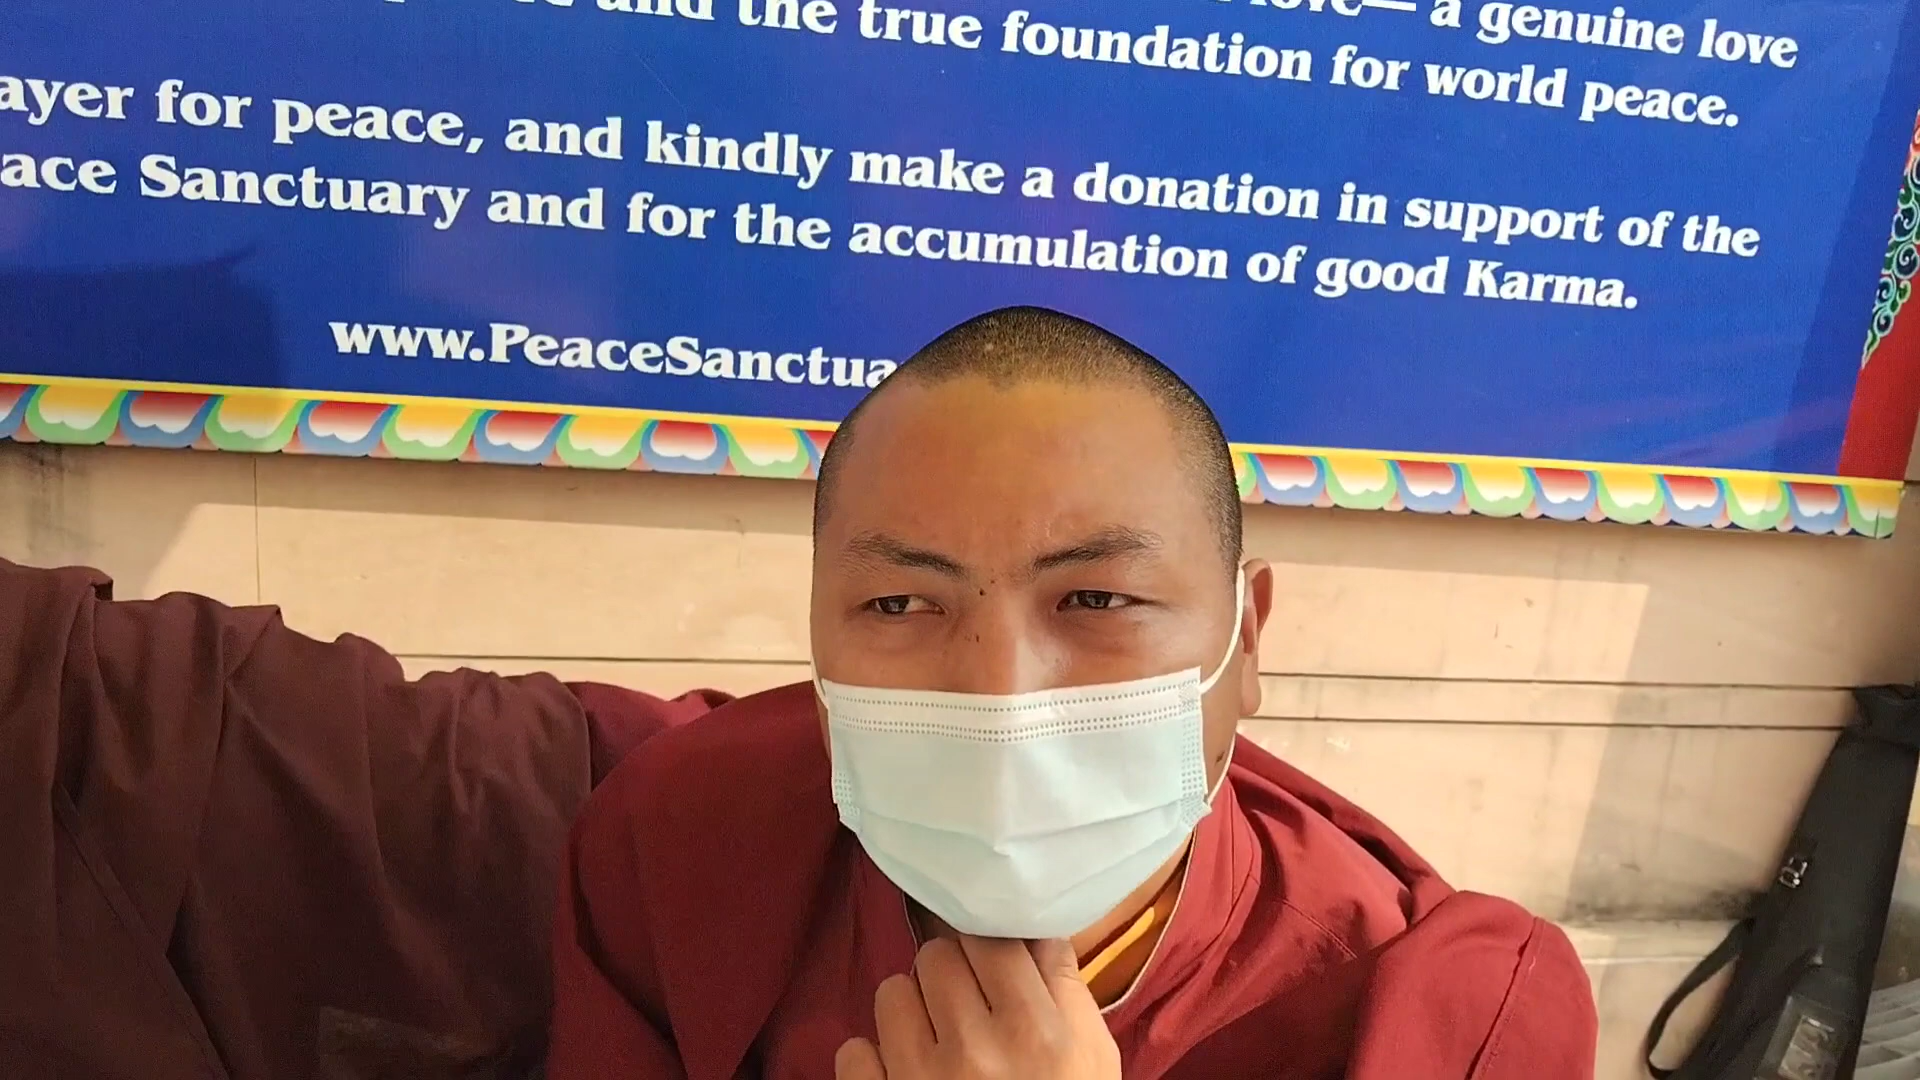 and the true foundation for world peace.
love— a genuine love
ayer for peace, and kindly make a donation in support of the
ace Sanctuary and for the accumulation of good Karma.
www.PeaceSanctua